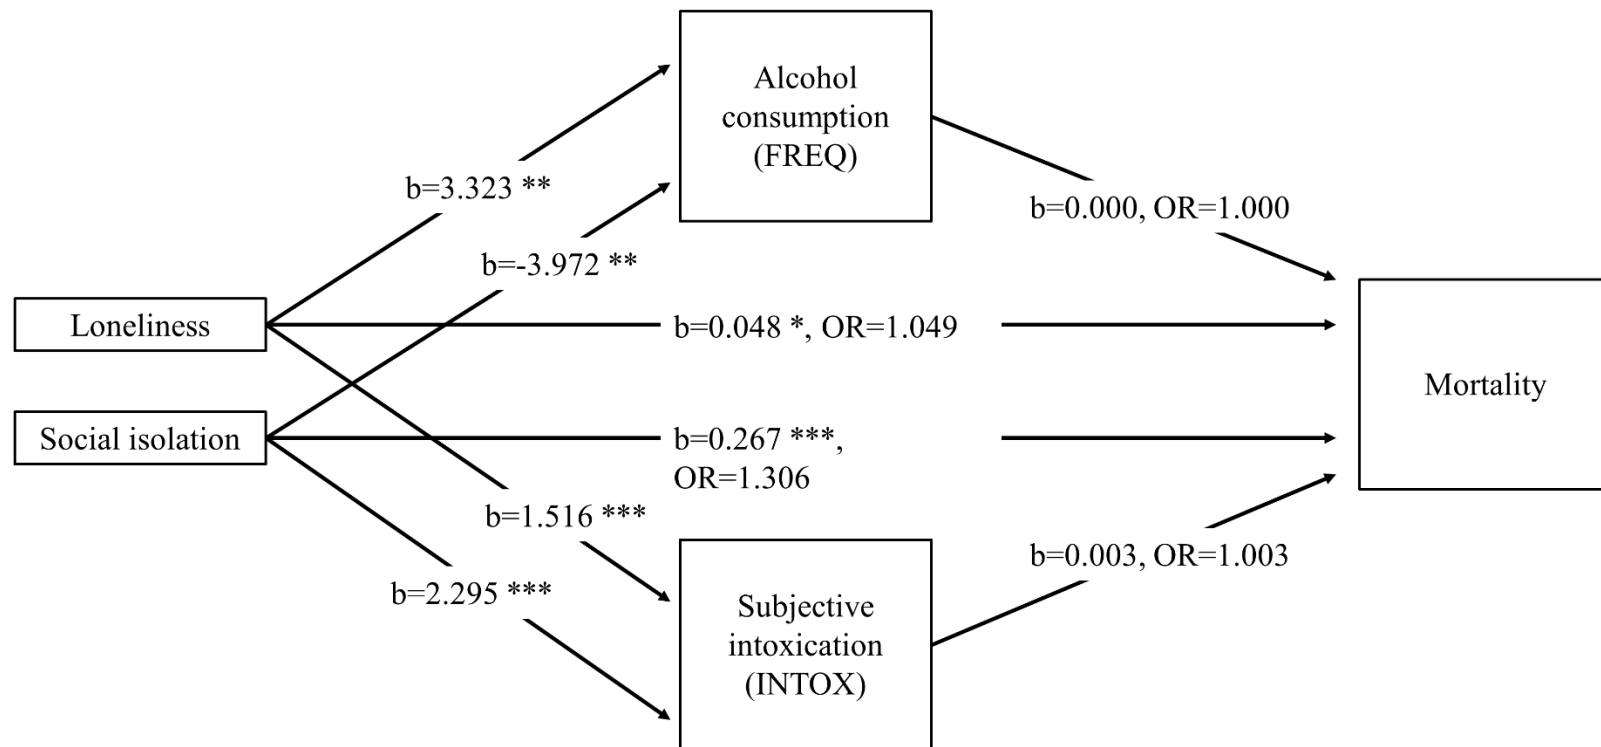 Alcohol
consumption
(FREQ)
b=3.323 **
b=0.000, OR=1.000
b=-3.972 **
Loneliness
b=0.048 *, OR=1.049
Mortality
Social isolation
b=0.267 ***,
OR=1.306
b=1.516 ***
b=0.003, OR=1.003
b=2.295 ***
Subjective
intoxication
(INTOX)